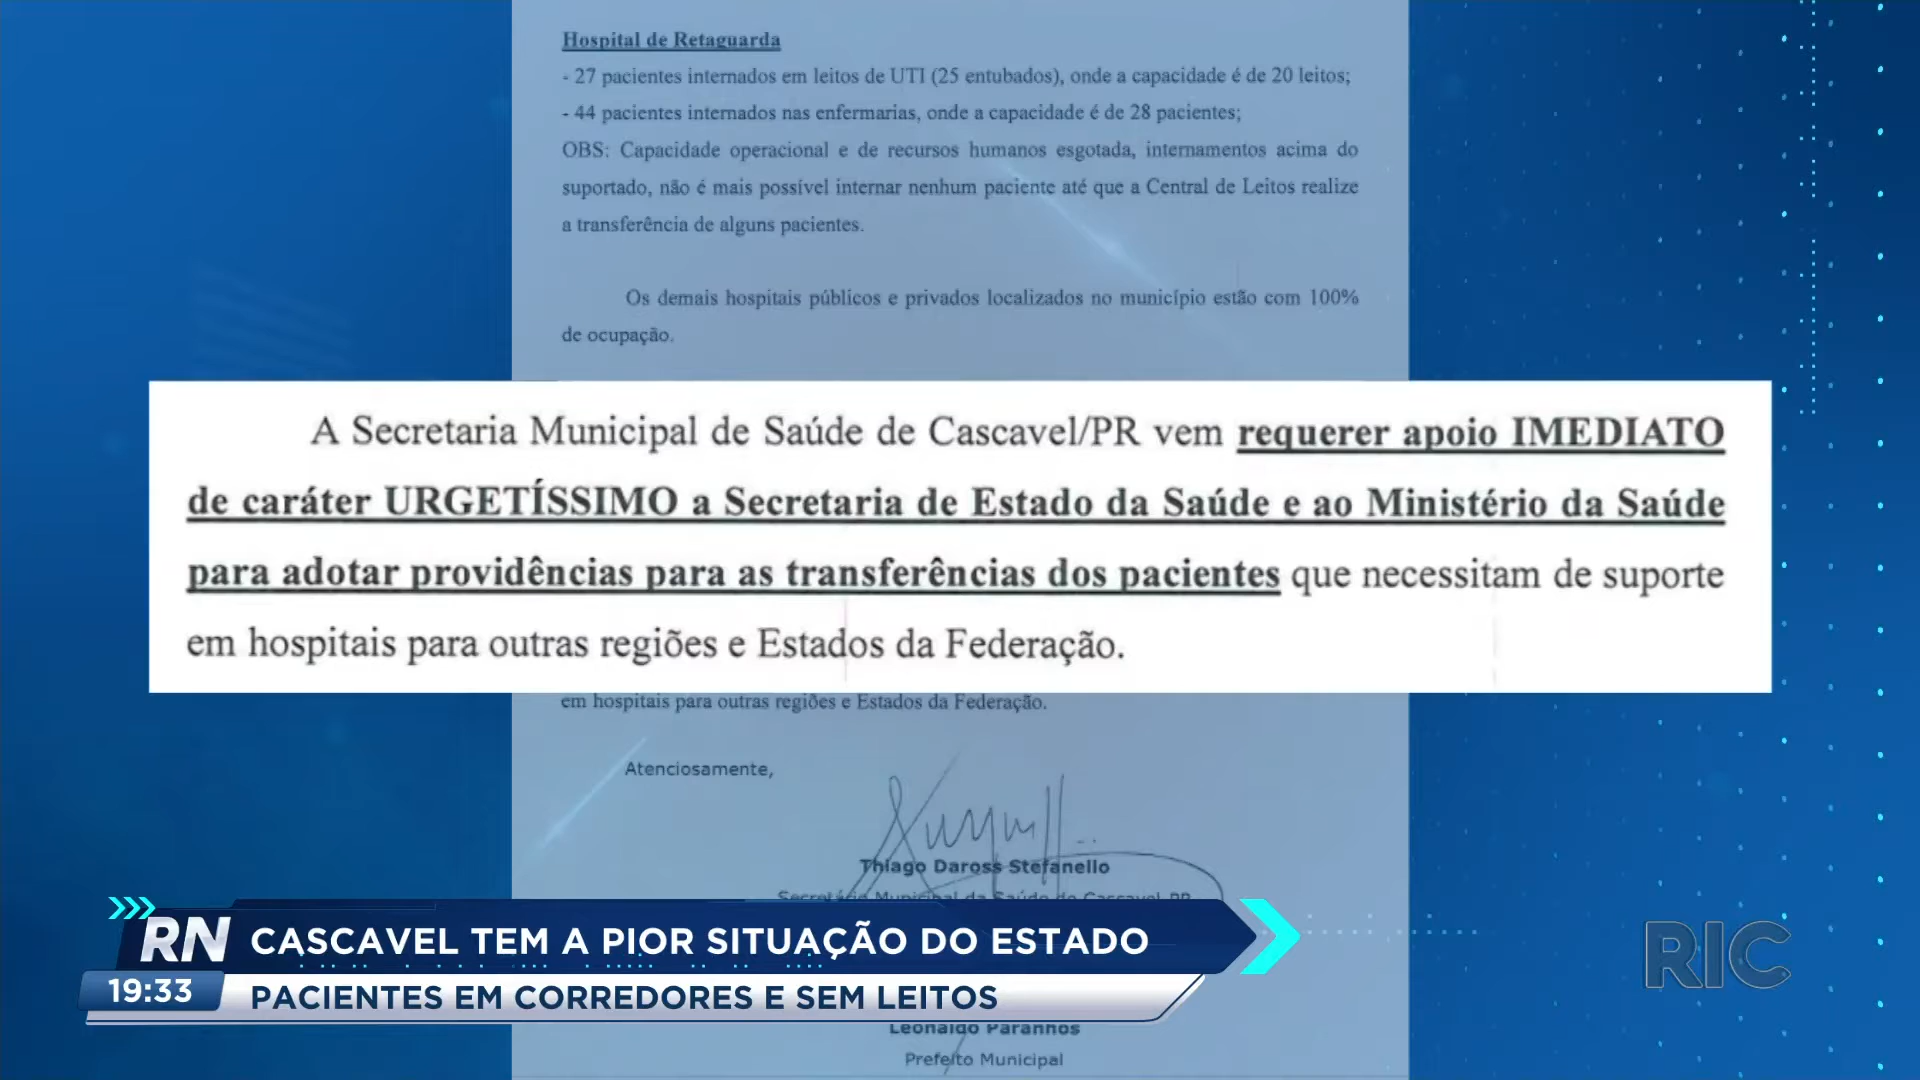 Hospital de Retaguarda
- 27 pacientes internados em leitos de UTI (25 entubados), onde a capacidade é de 20 leitos;
- 44 pacientes internados nas enfermarias, onde a capacidade é de 28 pacientes;
OBS: Capacidade operacional e de recursos humanos esgotada, internamentos acima do
suportado, não é mais possível internar nenhum paciente até que a Central de Leitos realize
a transferência de alguns pacientes.
Os demais hospitais públicos e privados localizados no município estão com 100%
de ocupação.
A Secretaria Municipal de Saúde de Cascavel/PR vem requerer apoio IMEDIATO
de caráter URGETÍSSIMO a Secretaria de Estado da Saúde e ao Ministério da Saúde
para adotar providências para as transferências dos pacientes que necessitam de suporte
em hospitais para outras regiões e Estados da Federação.
em hospitais para outras regiões e Estados da Federação.
Atenciosamente,
Thiago Daross Stefanello
Secretário Municipal da Saúde de Cascavel PR
RN CASCAVEL TEM A PIOR SITUAÇÃO DO ESTADO
19:33 PACIENTES EM CORREDORES E SEM LEITOS
RIC
Leonaldo Paranhos
Prefeito Municipal